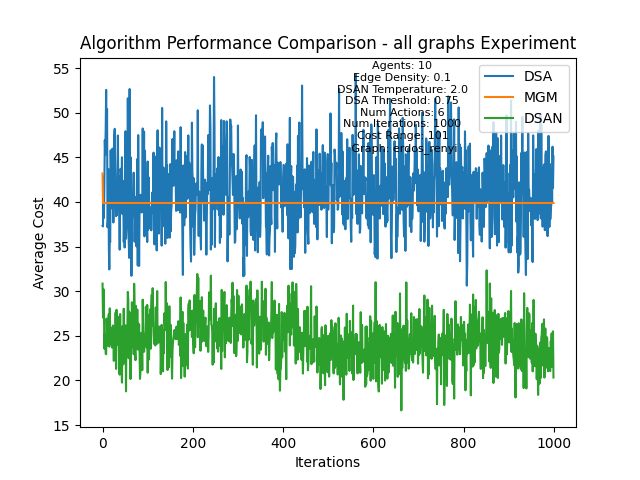 Algorithm Performance Comparison - all graphs Experiment
Agents: 10
Edge Density: 0.1
DSAN Temperature: 2.0
DSA Threshold: 0.75
Num Actions: 6
Num Iterations: 1000
Cost Range: 101
Graph: erdos_renyi
DSA
MGM
DSAN
55
50
45
40
35
30
25
20
15
Average Cost
0 200 400 600 800 1000
Iterations